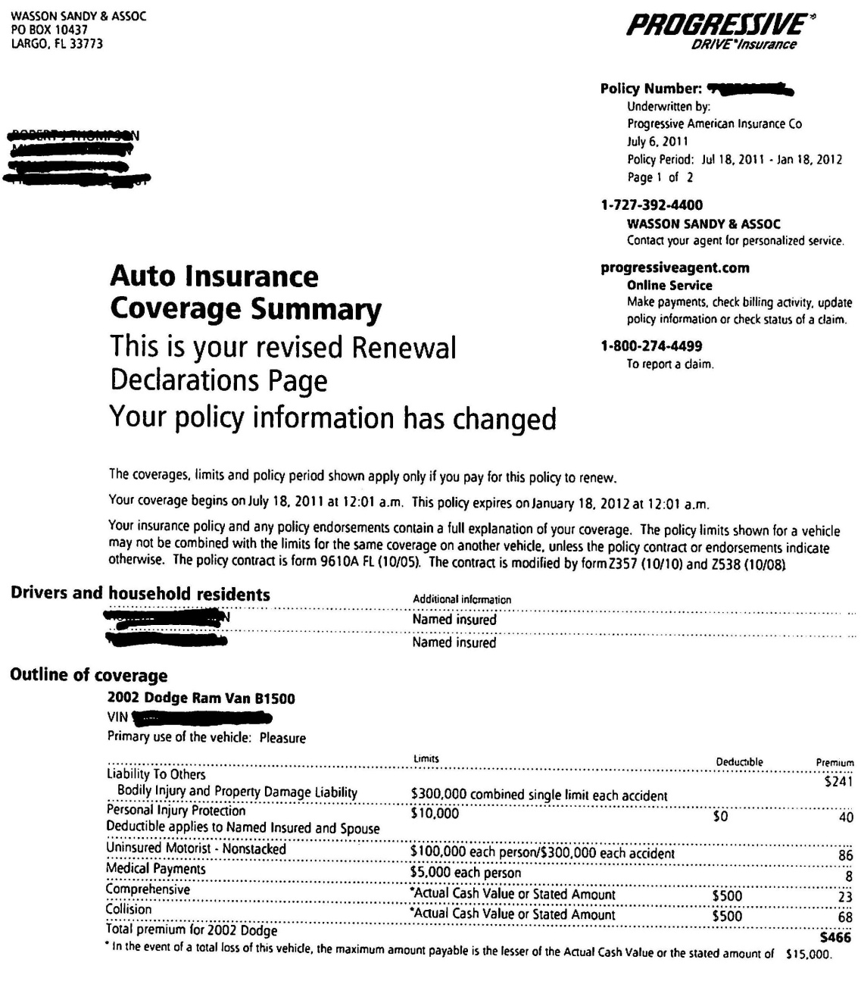 WASSON SANDY & ASSOC
PO BOX 10437
LARGO, FL 33773
PROGRESSIVE®
DRIVE® Insurance
Policy Number:
Underwritten by:
Progressive American Insurance Co
July 6, 2011
Policy Period: Jul 18, 2011 - Jan 18, 2012
Page 1 of 2
1-727-392-4400
WASSON SANDY & ASSOC
Contact your agent for personalized service.
progressiveagent.com
Online Service
Make payments, check billing activity, update
policy information or check status of a claim.
1-800-274-4499
To report a claim.
Auto Insurance
Coverage Summary
This is your revised Renewal
Declarations Page
Your policy information has changed
The coverages, limits and policy period shown apply only if you pay for this policy to renew.
Your coverage begins on July 18, 2011 at 12:01 a.m. This policy expires on January 18, 2012 at 12:01 a.m.
Your insurance policy and any policy endorsements contain a full explanation of your coverage. The policy limits shown for a vehicle
may not be combined with the limits for the same coverage on another vehicle, unless the policy contract or endorsements indicate
otherwise. The policy contract is form 9610A FL (10/05). The contract is modified by form Z357 (10/10) and Z538 (10/08)
Drivers and household residents Additional information
Named insured
Named insured
Outline of coverage
2002 Dodge Ram Van B1500
VIN
Primary use of the vehicle: Pleasure
Limits Deductible Premium
Liability To Others $241
Bodily Injury and Property Damage Liability $300,000 combined single limit each accident
Personal Injury Protection $10,000 $0 40
Deductible applies to Named Insured and Spouse
Uninsured Motorist - Nonstacked $100,000 each person/$300,000 each accident 86
Medical Payments $5,000 each person 8
Comprehensive *Actual Cash Value or Stated Amount $500 23
Collision *Actual Cash Value or Stated Amount $500 68
Total premium for 2002 Dodge $466
* In the event of a total loss of this vehicle, the maximum amount payable is the lesser of the Actual Cash Value or the stated amount of $15,000.